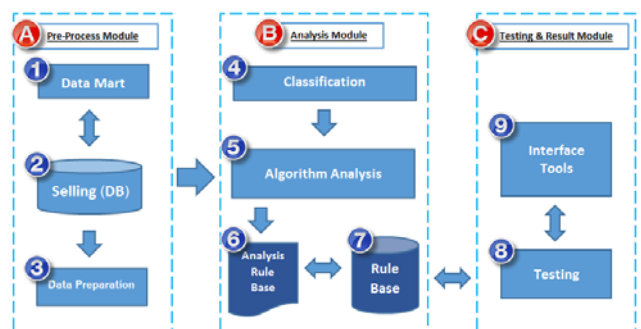 A Pre-Process Module
1
Data Mart
2
Selling (DB)
3
Data Preparation
B Analysis Module
4
Classification
5
Algorithm Analysis
6
Analysis
Rule
Base
7
Rule
Base
C Testing & Result Module
9
Interface
Tools
8
Testing